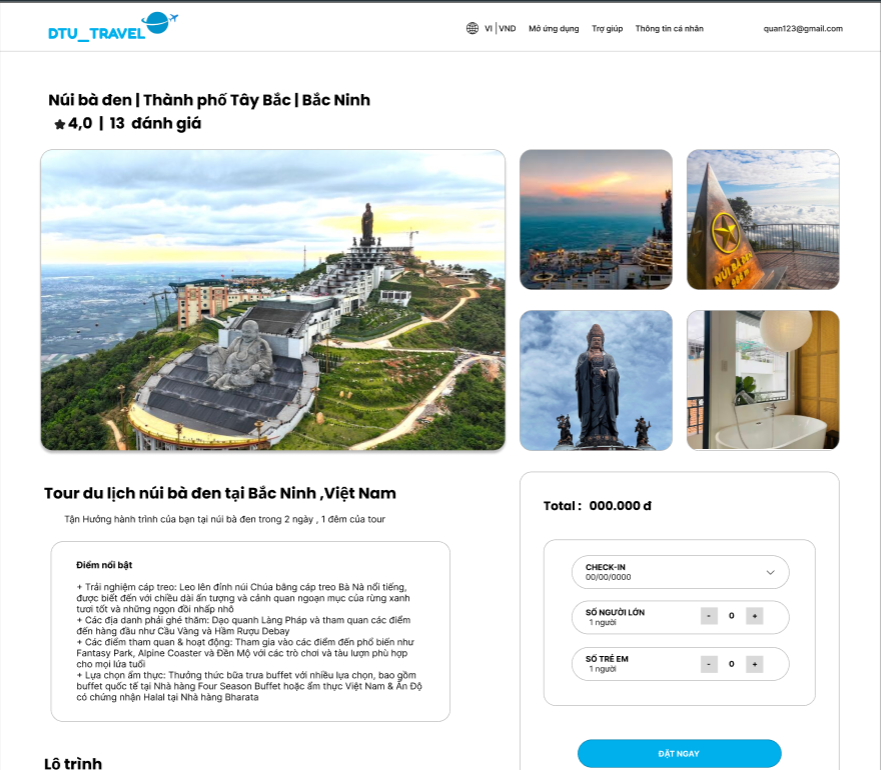 DTU_TRAVEL
VI | VND
Mở ứng dụng
Trợ giúp
Thông tin cá nhân
quan123@gmail.com
Núi bà đen | Thành phố Tây Bắc | Bắc Ninh
4,0 | 13 đánh giá
NÚI BÀ ĐEN
Tour du lịch núi bà đen tại Bắc Ninh ,Việt Nam
Tận Hưởng hành trình của bạn tại núi bà đen trong 2 ngày , 1 đêm của tour
Điểm nổi bật
+ Trải nghiệm cáp treo: Leo lên đỉnh núi Chúa bằng cáp treo Bà Nà nổi tiếng,
được biết đến với chiều dài ấn tượng và cảnh quan ngoạn mục của rừng xanh
tươi tốt và những ngọn đồi nhấp nhô
+ Các địa danh phải ghé thăm: Dạo quanh Làng Pháp và tham quan các điểm
đến hàng đầu như Cầu Vàng và Hầm Rượu Debay
+ Các điểm tham quan & hoạt động: Tham gia vào các điểm đến phổ biến như
Fantasy Park, Alpine Coaster và Đền Mộ với các trò chơi và tàu lượn phù hợp
cho mọi lứa tuổi
+ Lựa chọn ẩm thực: Thưởng thức bữa trưa buffet với nhiều lựa chọn, bao gồm
buffet quốc tế tại Nhà hàng Four Season Buffet hoặc ẩm thực Việt Nam & Ấn Độ
có chứng nhận Halal tại Nhà hàng Bharata
Lộ trình
Total : 000.000 đ
CHECK-IN
00/00/0000
SỐ NGƯỜI LỚN
1 người
- 0 +
SỐ TRẺ EM
1 người
- 0 +
ĐẶT NGAY